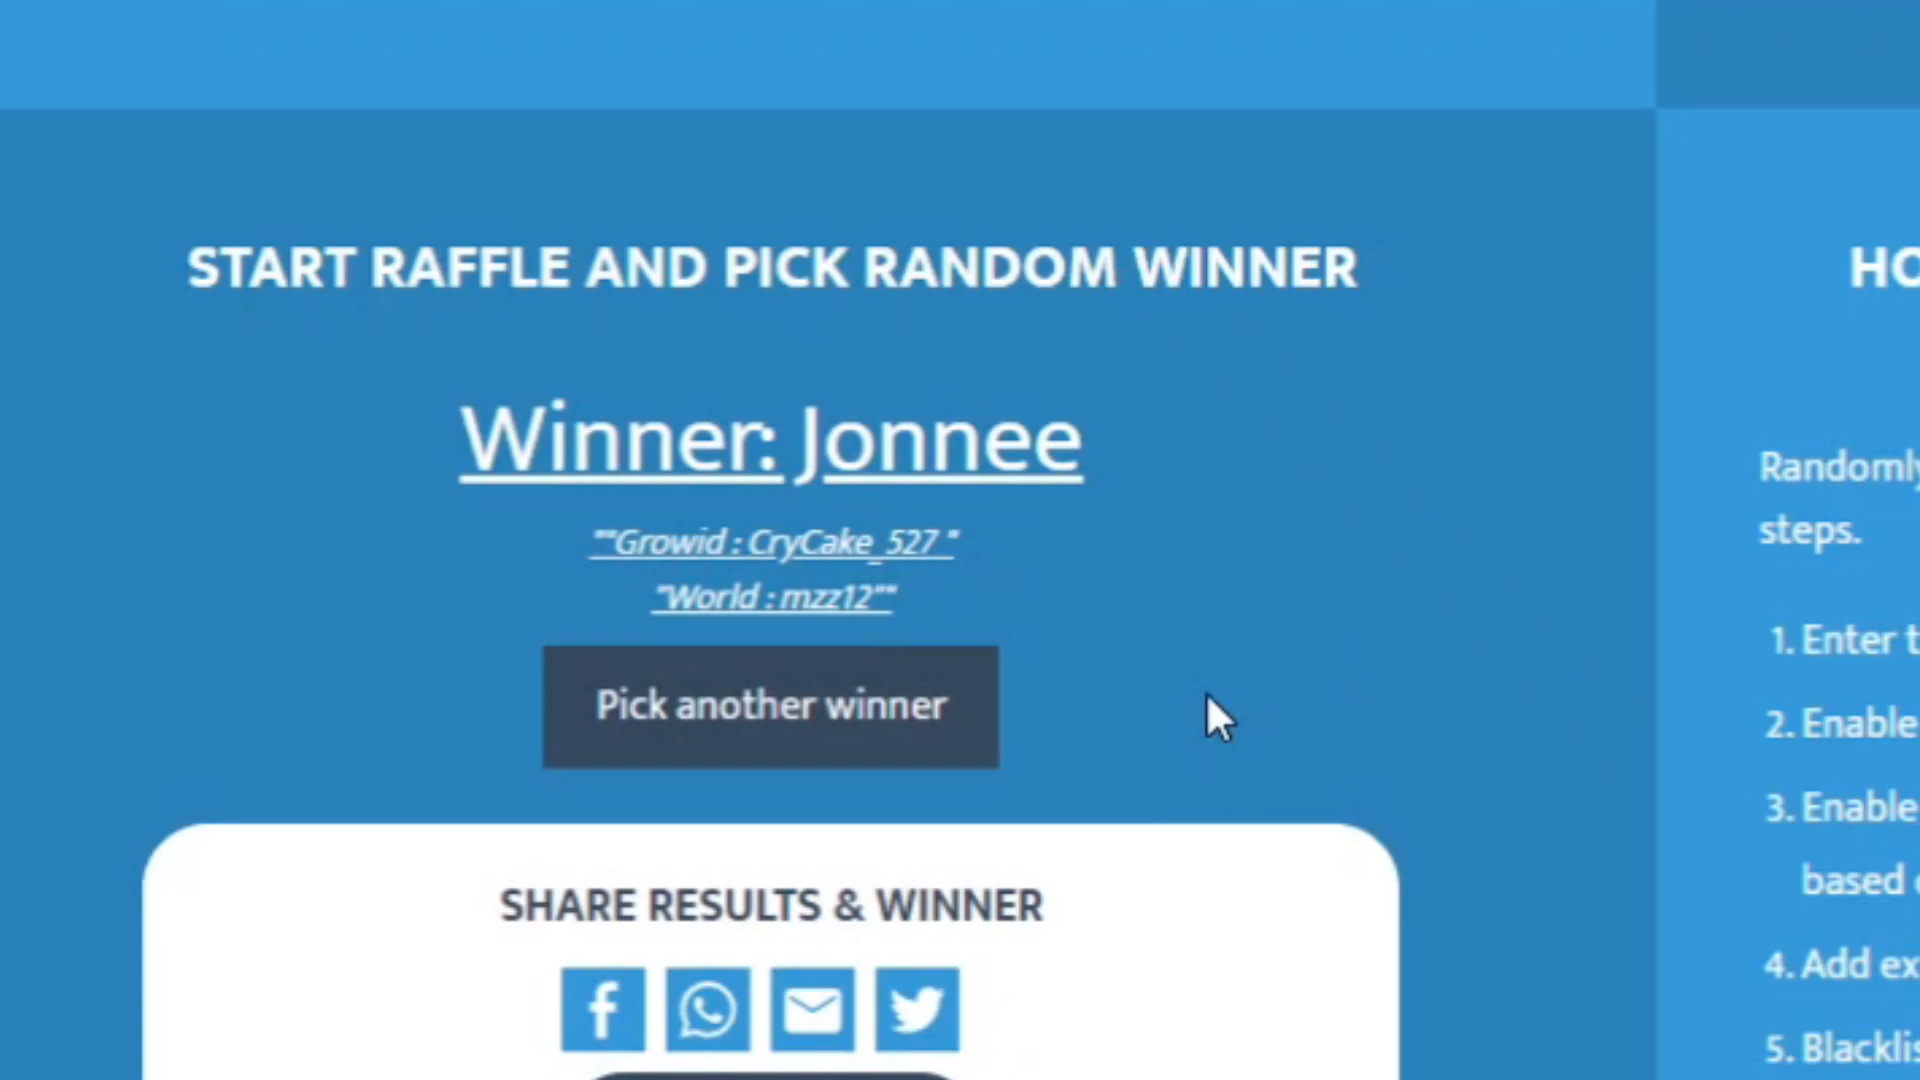 START RAFFLE AND PICK RANDOM WINNER
Winner: Jonnee
""Growid : CryCake_527 "
"World : mzz12""
Pick another winner
SHARE RESULTS & WINNER
HO
Randomly
steps.
1. Enter t
2. Enable
3. Enable
based
4. Add ex
5. Blacklis